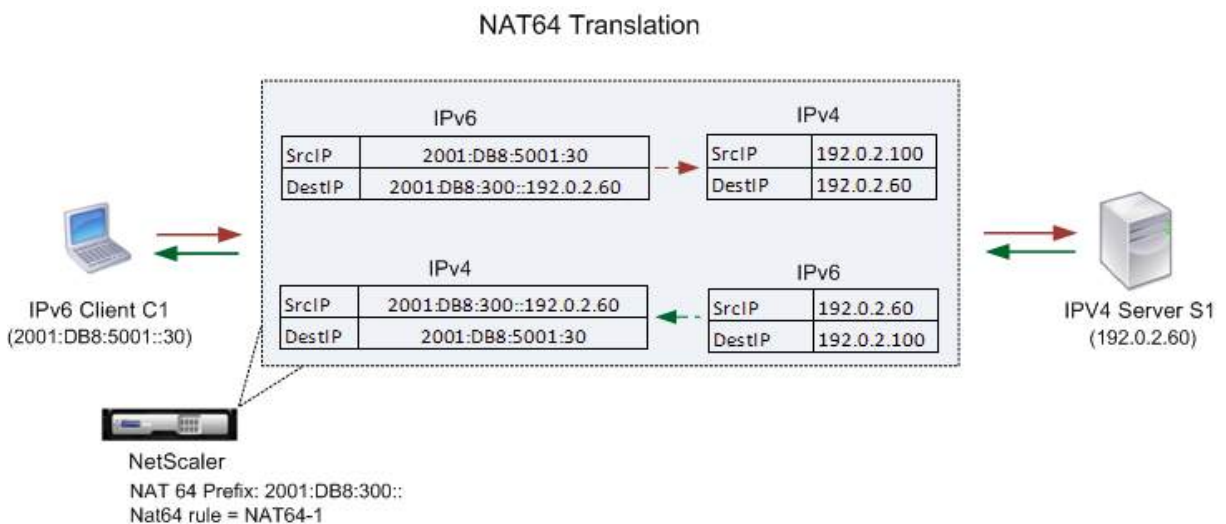 NAT64 Translation
IPv6
SrcIP 2001:DB8:5001:30
DestIP 2001:DB8:300::192.0.2.60
IPv4
SrcIP 192.0.2.100
DestIP 192.0.2.60
IPv4
SrcIP 2001:DB8:300::192.0.2.60
DestIP 2001:DB8:5001:30
IPv6
SrcIP 192.0.2.60
DestIP 192.0.2.100
IPv6 Client C1
(2001:DB8:5001::30)
IPV4 Server S1
(192.0.2.60)
NetScaler
NAT 64 Prefix: 2001:DB8:300::
Nat64 rule = NAT64-1